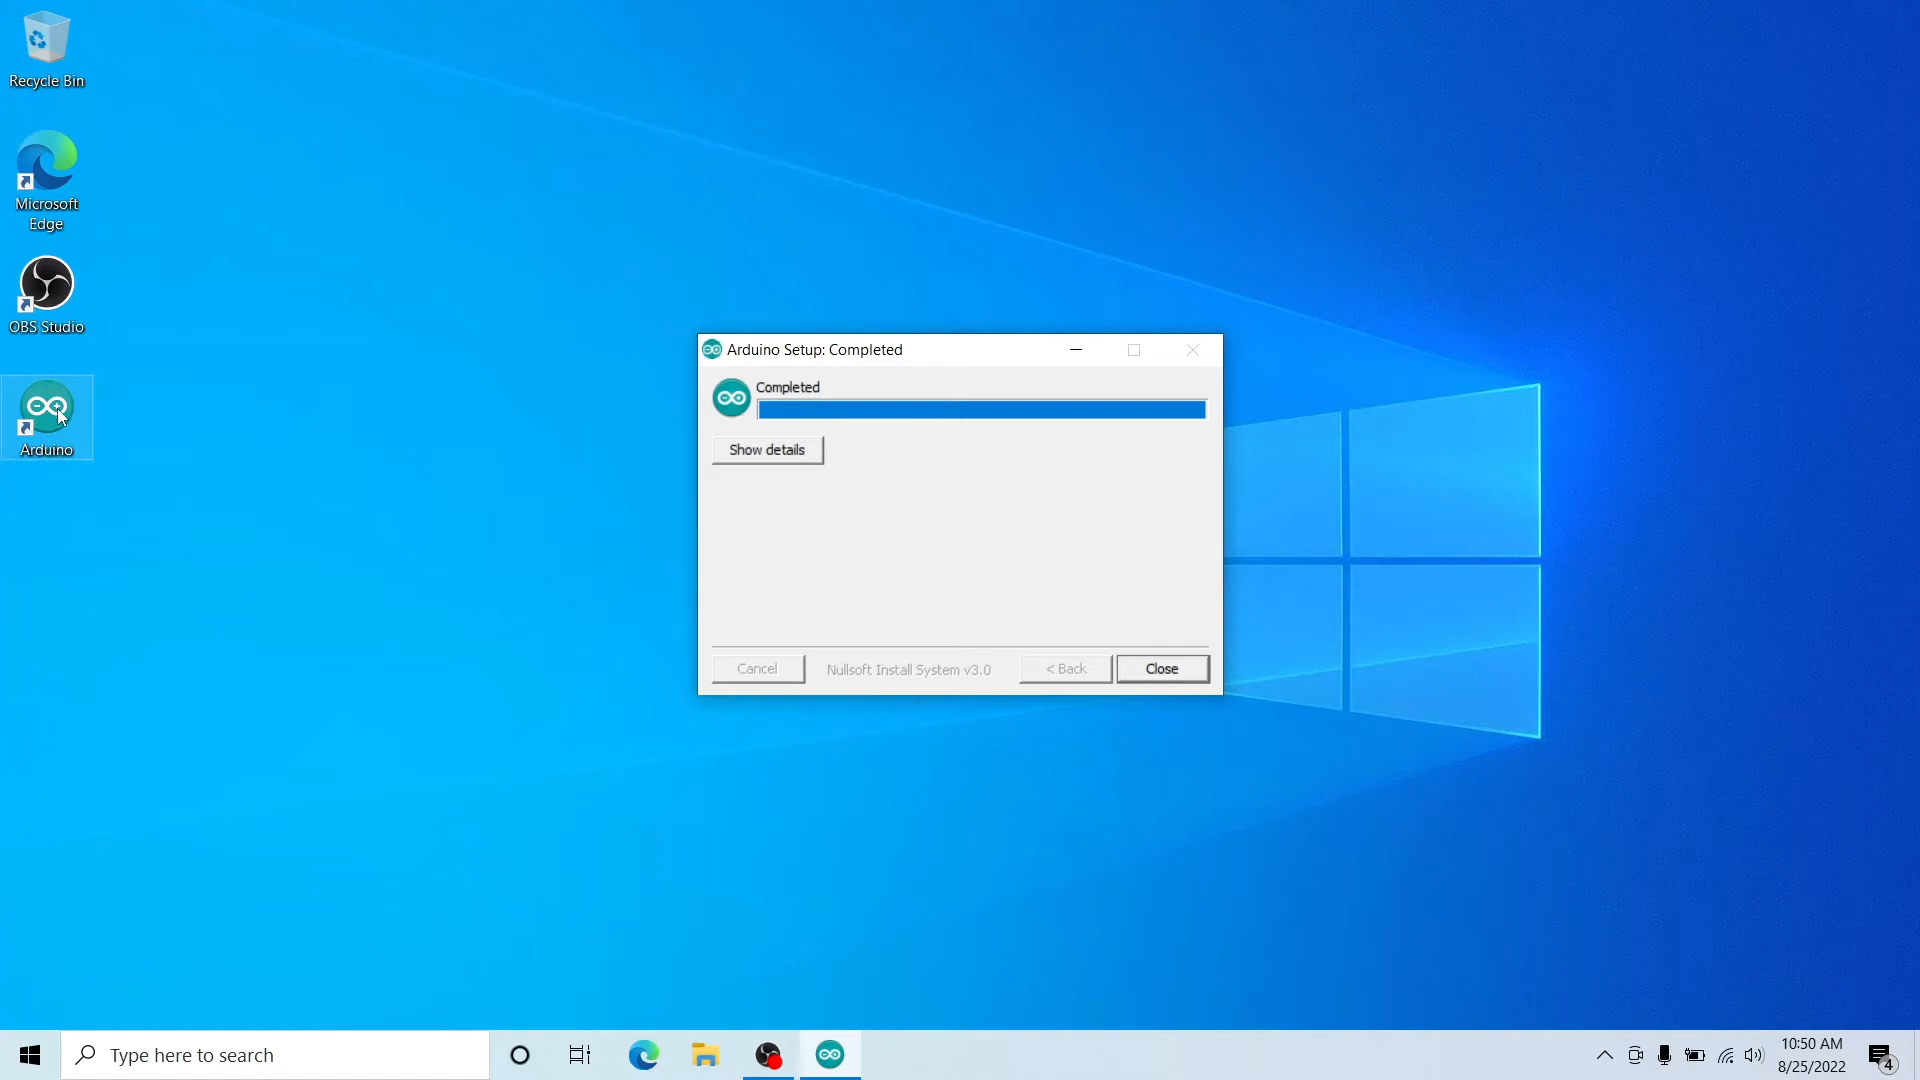 Recycle Bin
Microsoft
Edge
OBS Studio
Arduino
Arduino Setup: Completed
Completed
Show details
Cancel
Nullsoft Install System v3.0
< Back
Close
Type here to search
10:50 AM
8/25/2022
4